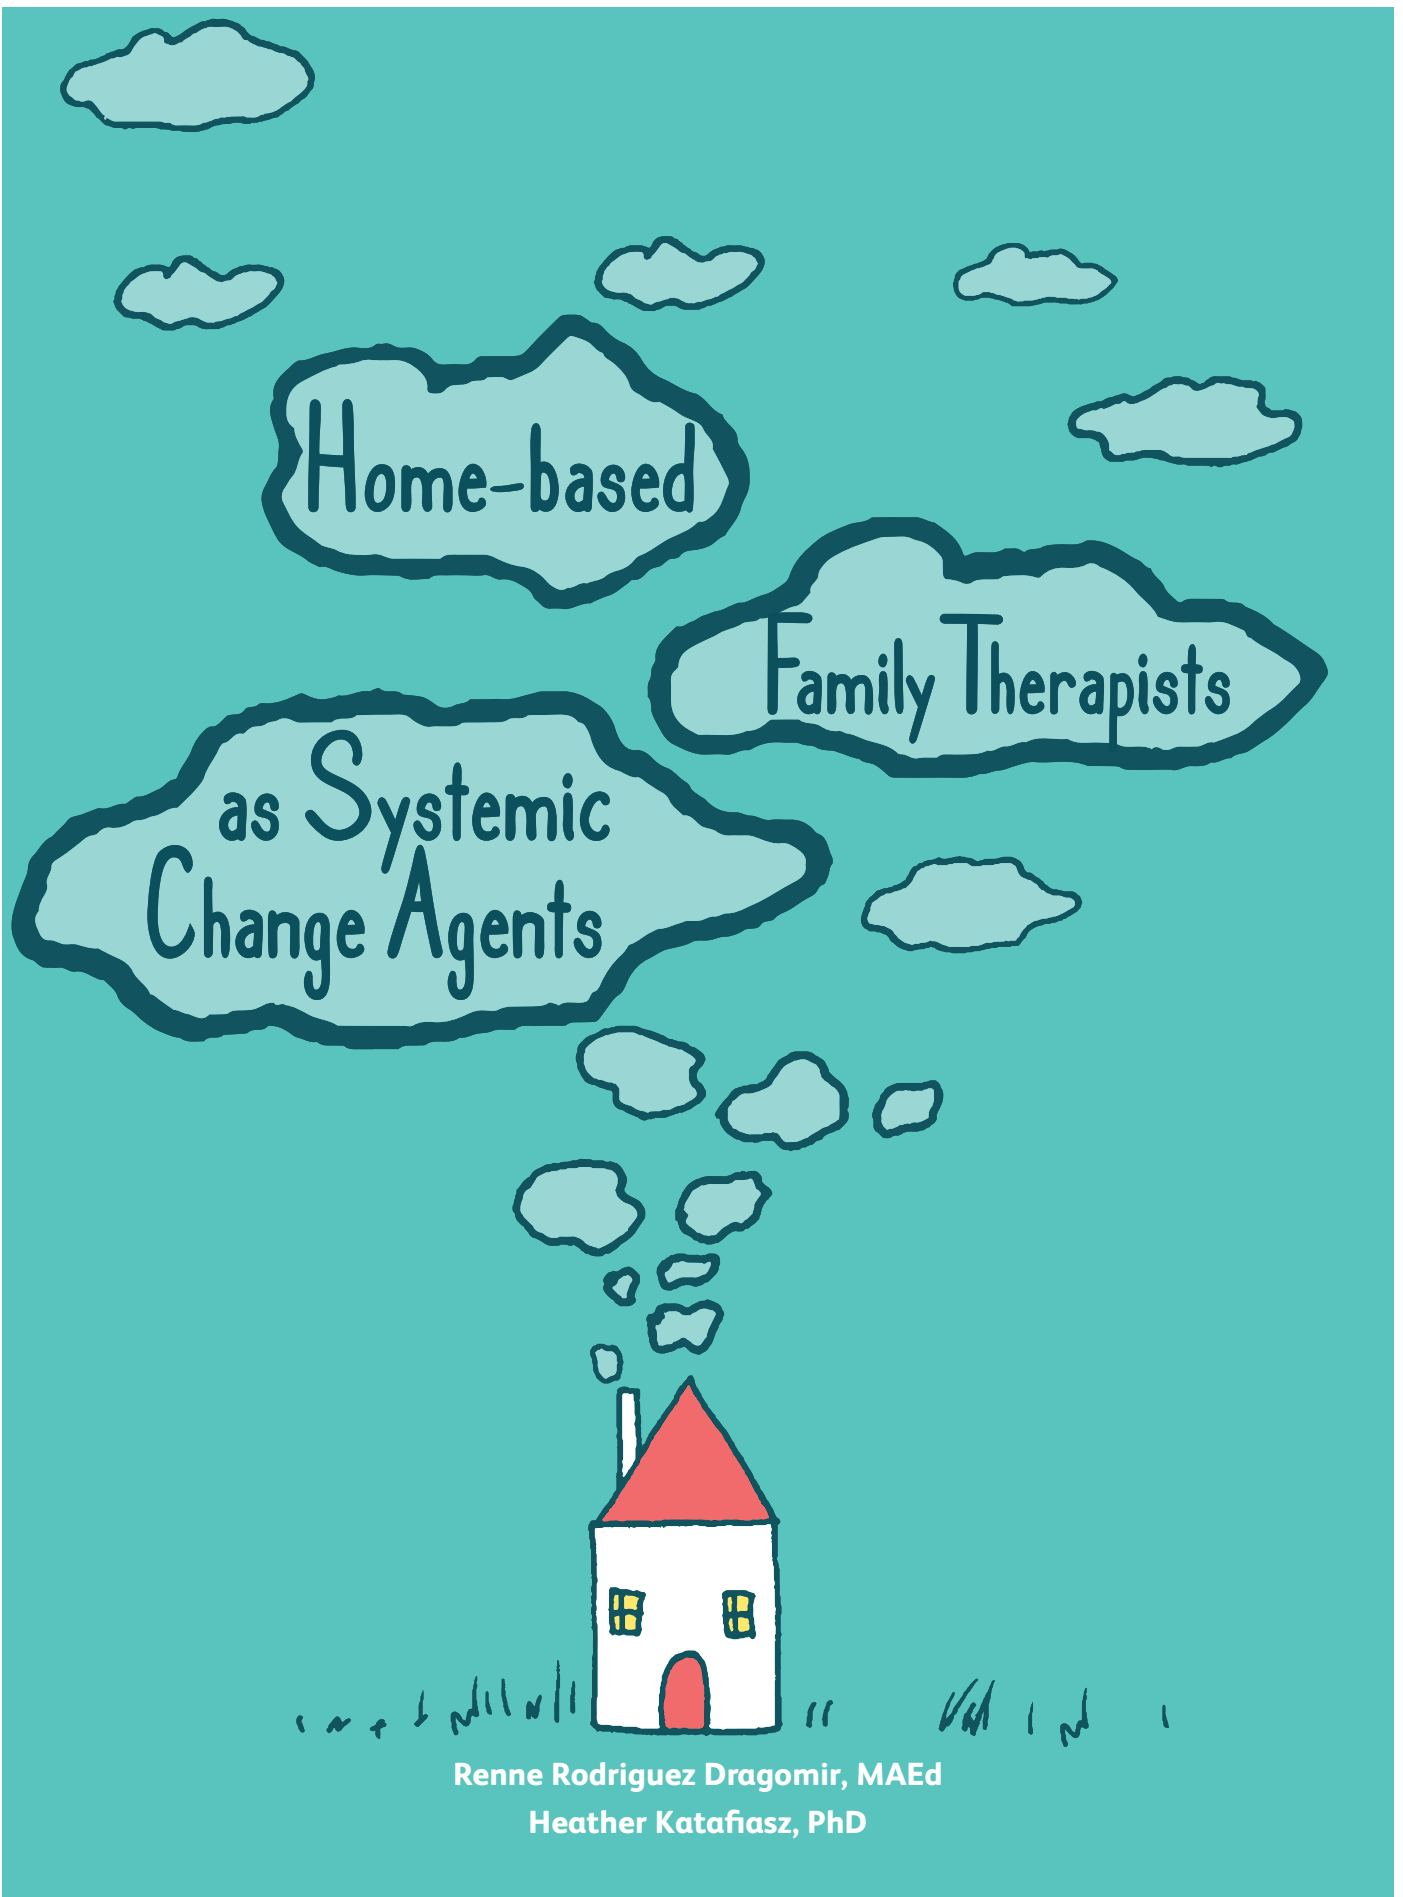 Home-based
Family Therapists
as Systemic
Change Agents
Renne Rodriguez Dragomir, MAEd
Heather Katafiasz, PhD